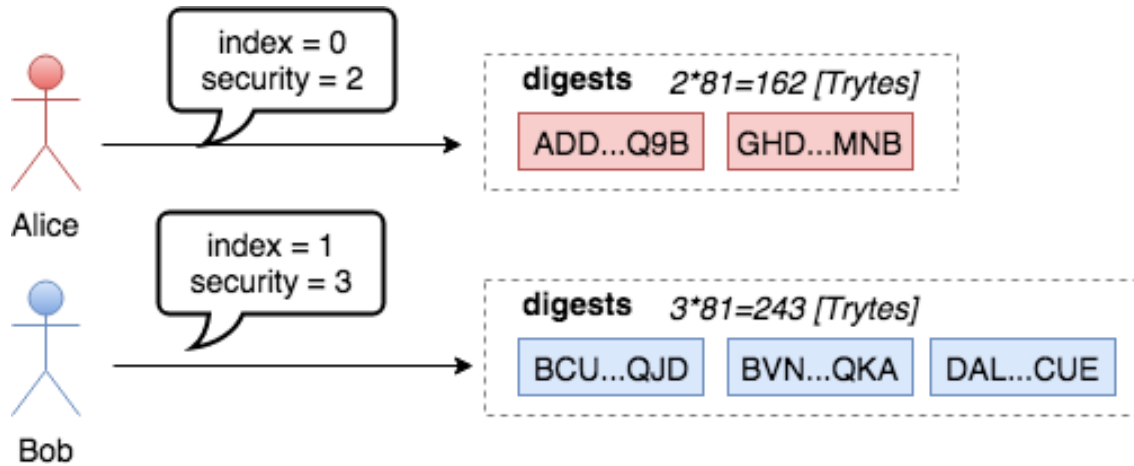 index = 0
security = 2
digests 2*81=162 [Trytes]
ADD...Q9B GHD...MNB
Alice
index = 1
security = 3
digests 3*81=243 [Trytes]
BCU...QJD BVN...QKA DAL...CUE
Bob